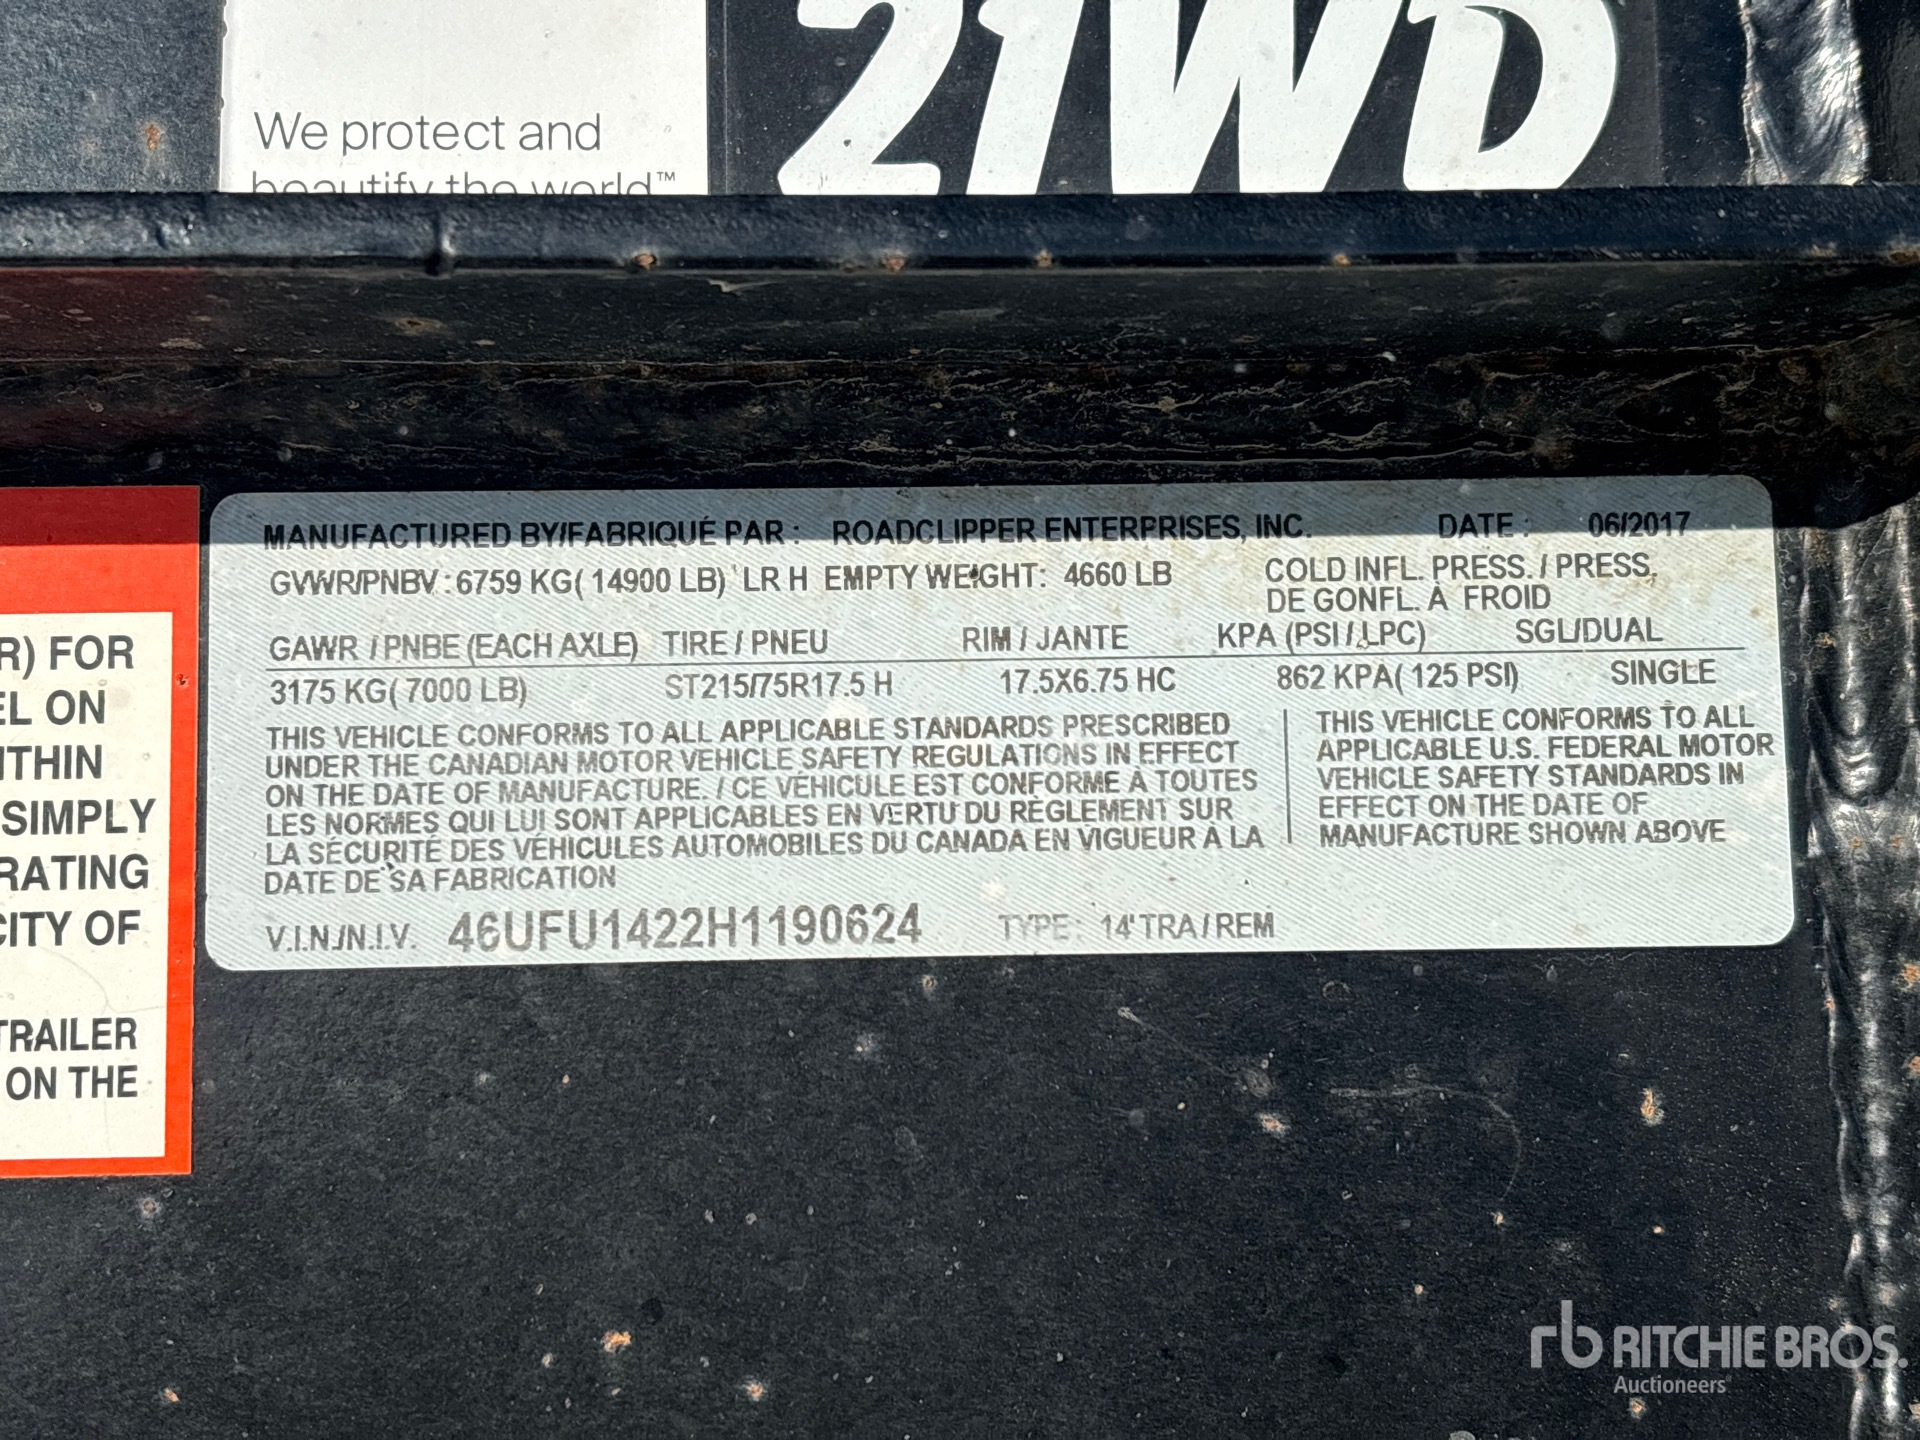 21WD
We protect and
beautify the world™
MANUFACTURED BY/FABRIQUÉ PAR : ROADCLIPPER ENTERPRISES, INC. DATE : 06/2017
GVWR/PNBV : 6759 KG( 14900 LB) LR H EMPTY WEIGHT: 4660 LB COLD INFL. PRESS. / PRESS,
DE GONFL. À FROID
GAWR / PNBE (EACH AXLE) TIRE / PNEU RIM / JANTE KPA (PSI / LPC) SGL/DUAL
3175 KG( 7000 LB) ST215/75R17.5 H 17.5X6.75 HC 862 KPA( 125 PSI) SINGLE
THIS VEHICLE CONFORMS TO ALL APPLICABLE STANDARDS PRESCRIBED
UNDER THE CANADIAN MOTOR VEHICLE SAFETY REGULATIONS IN EFFECT
ON THE DATE OF MANUFACTURE. / CE VÉHICULE EST CONFORME À TOUTES
LES NORMES QUI LUI SONT APPLICABLES EN VERTU DU RÈGLEMENT SUR
LA SÉCURITÉ DES VÉHICULES AUTOMOBILES DU CANADA EN VIGUEUR À LA
DATE DE SA FABRICATION
THIS VEHICLE CONFORMS TO ALL
APPLICABLE U.S. FEDERAL MOTOR
VEHICLE SAFETY STANDARDS IN
EFFECT ON THE DATE OF
MANUFACTURE SHOWN ABOVE
V.I.N./N.I.V. 46UFU1422H1190624 TYPE: 14' TRA / REM
R) FOR
EL ON
ITHIN
SIMPLY
RATING
CITY OF
TRAILER
ON THE
rb RITCHIE BROS.
Auctioneers